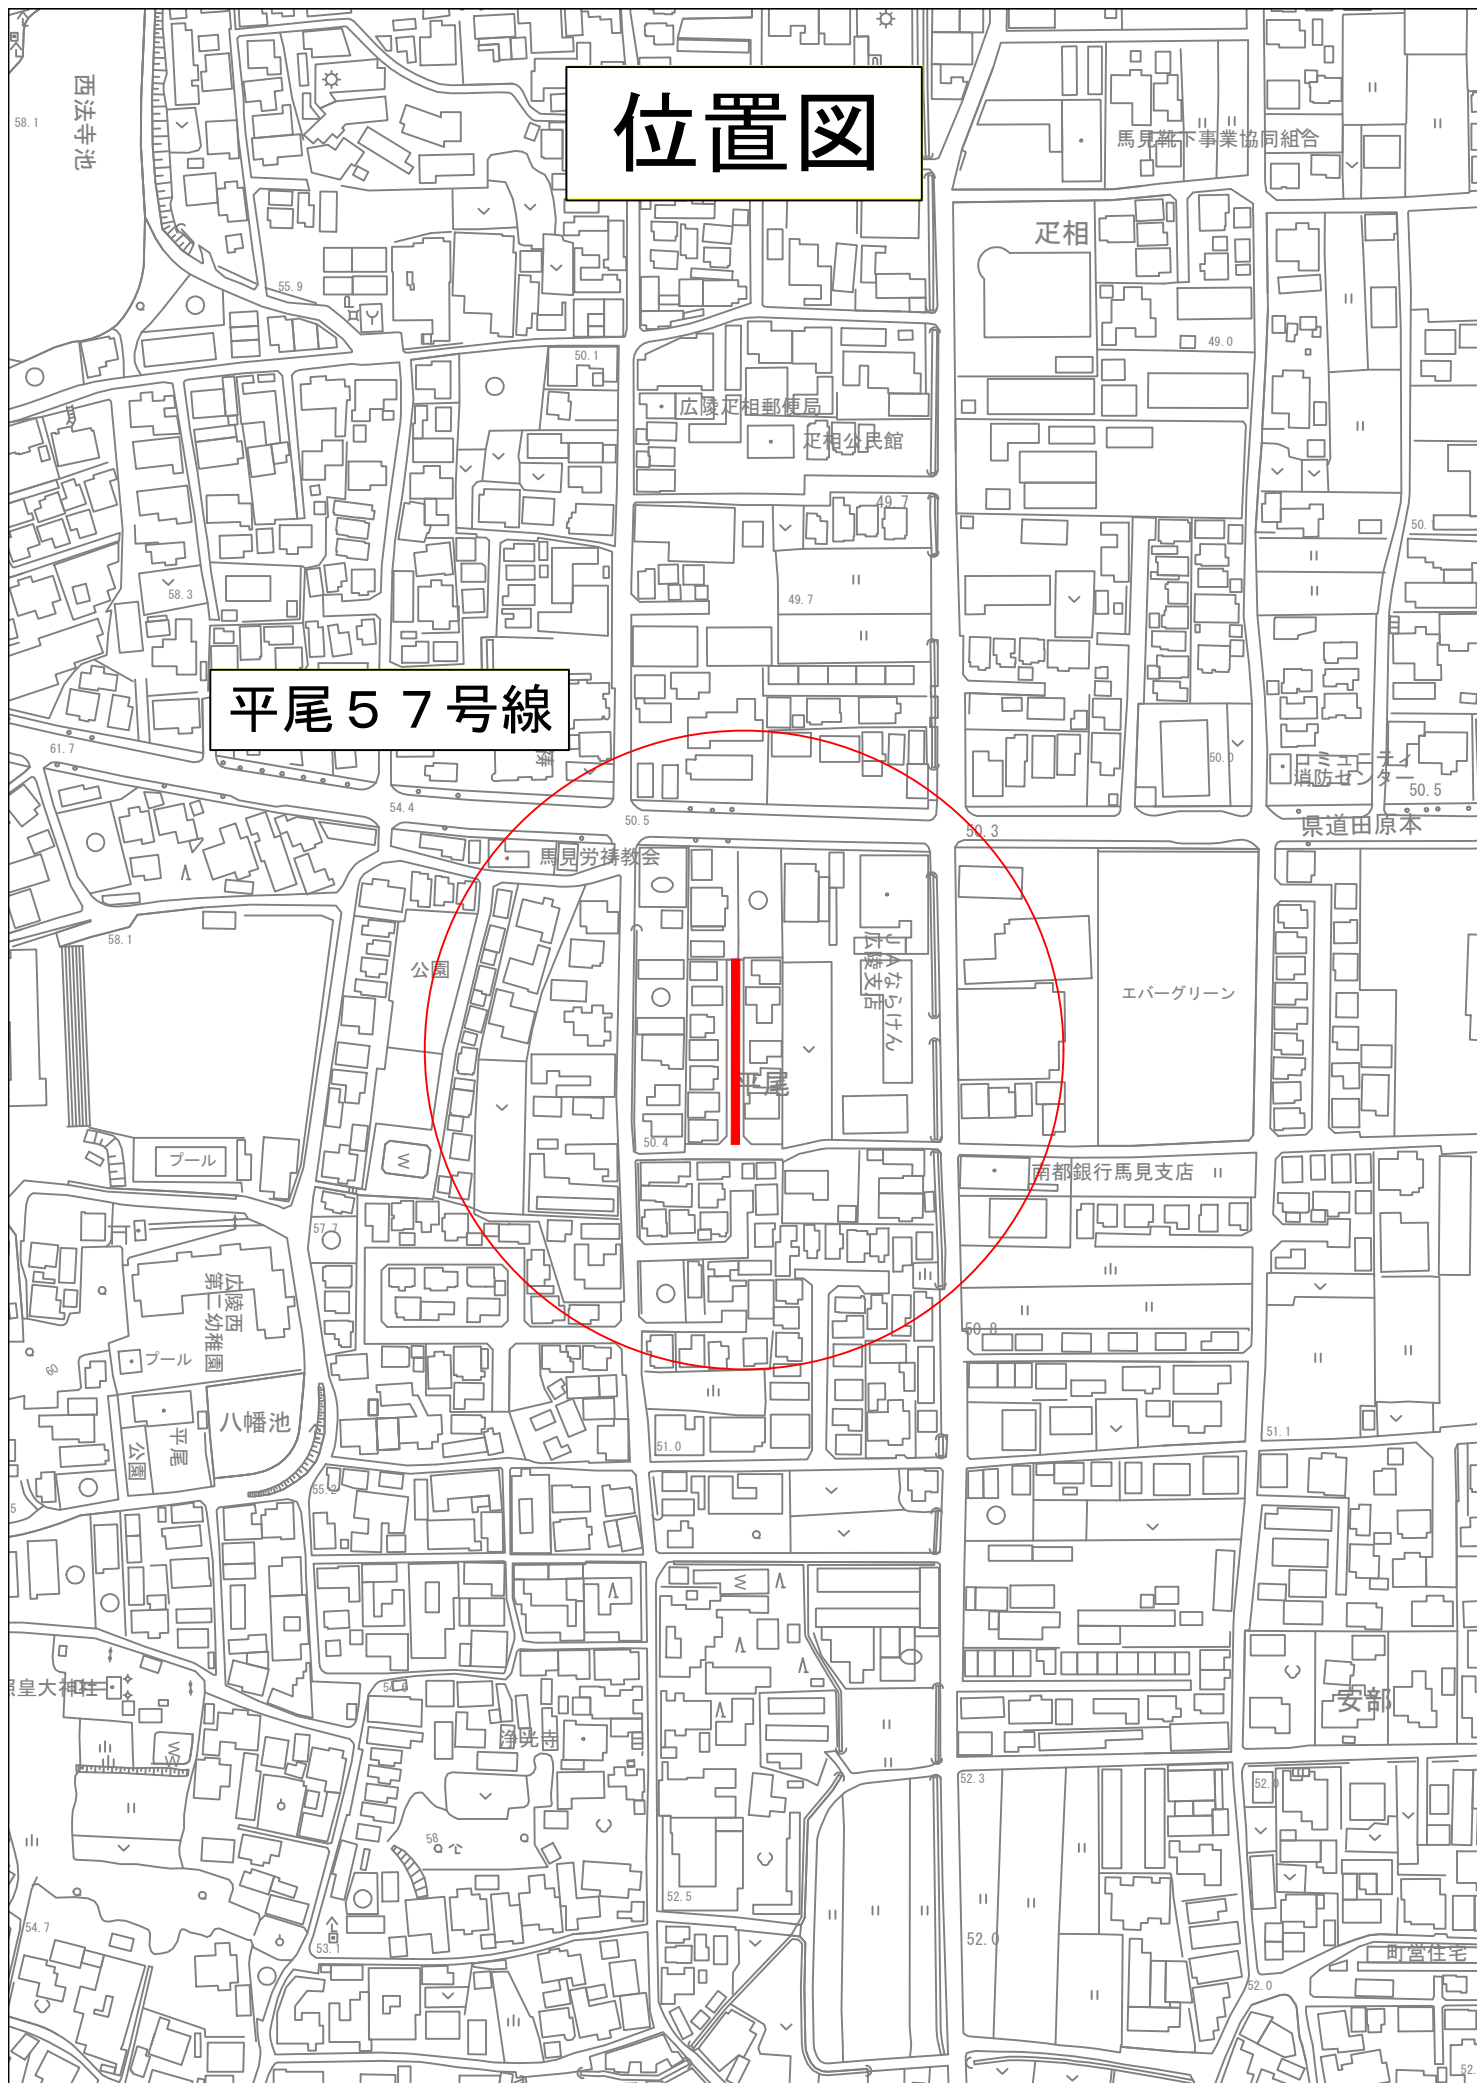 位置図
西法寺池
58.1
馬見靴下事業協同組合
疋相
55.9
50.1
49.0
広陵疋相郵便局
疋相公民館
49.7
58.3
49.7
平尾５７号線
61.7
50.0
コミュニティ
消防センター
50.5
54.4
50.5
50.3
県道田原本
馬見労祷教会
58.1
公園
JAならけん
広陵支店
エバーグリーン
平尾
50.4
プール
南都銀行馬見支店
57.7
広陵西
第二幼稚園
50.8
プール
60
八幡池
平尾
公園
51.0
51.1
55.2
皇大神社
54.6
安部
浄光寺
52.3
52.0
58
52.5
54.7
53.1
52.0
町営住宅
52.0